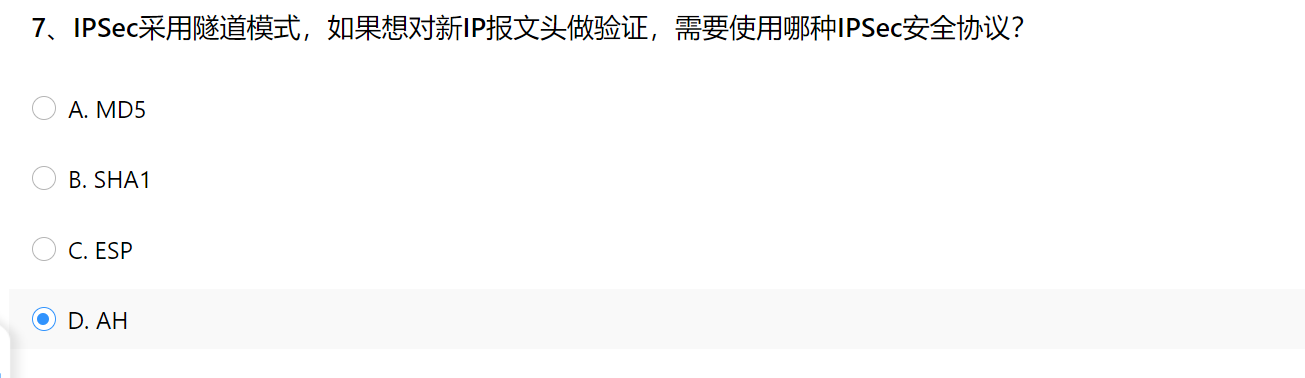 7、IPSec采用隧道模式，如果想对新IP报文头做验证，需要使用哪种IPSec安全协议？
A. MD5
B. SHA1
C. ESP
D. AH